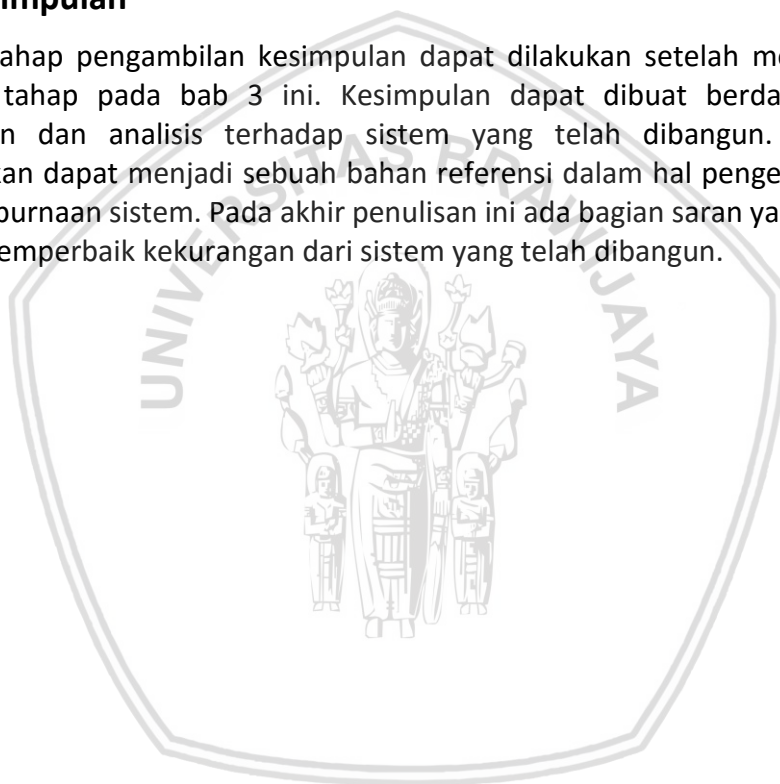 impulan
ahap pengambilan kesimpulan dapat dilakukan setelah me
tahap pada bab 3 ini. Kesimpulan dapat dibuat berda
n dan analisis terhadap sistem yang telah dibangun.
kan dapat menjadi sebuah bahan referensi dalam hal penge
purnaan sistem. Pada akhir penulisan ini ada bagian saran ya
emperbaik kekurangan dari sistem yang telah dibangun.
UNIVERSITAS BRAWIJAYA